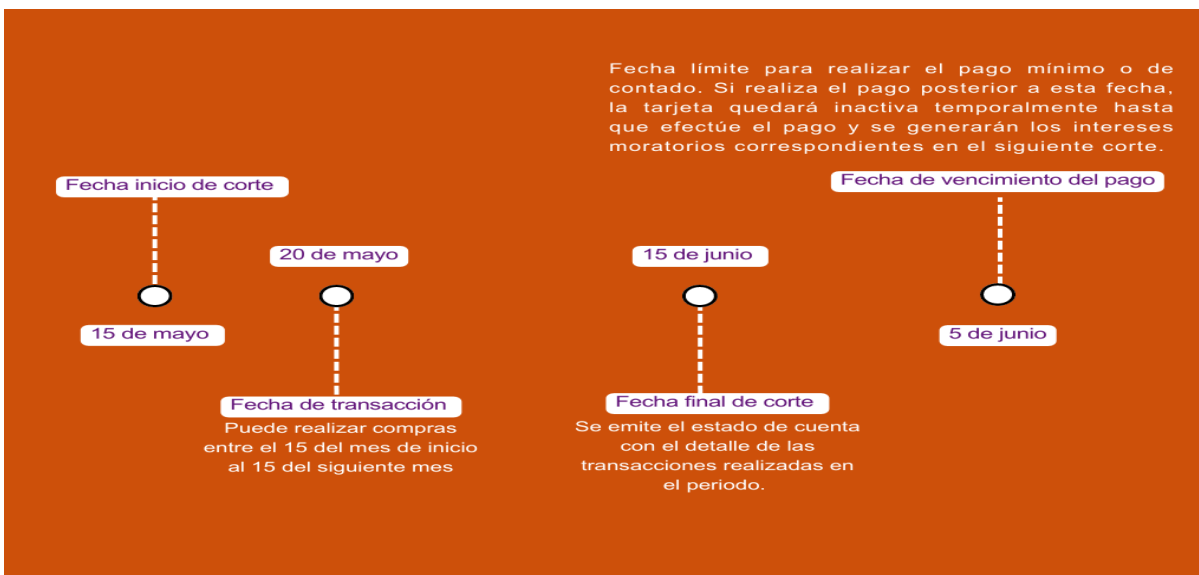 Fecha límite para realizar el pago mínimo o de
contado. Si realiza el pago posterior a esta fecha,
la tarjeta quedará inactiva temporalmente hasta
que efectúe el pago y se generarán los intereses
moratorios correspondientes en el siguiente corte.
Fecha inicio de corte
Fecha de vencimiento del pago
20 de mayo
15 de junio
15 de mayo
5 de junio
Fecha de transacción
Puede realizar compras
entre el 15 del mes de inicio
al 15 del siguiente mes
Fecha final de corte
Se emite el estado de cuenta
con el detalle de las
transacciones realizadas en
el periodo.